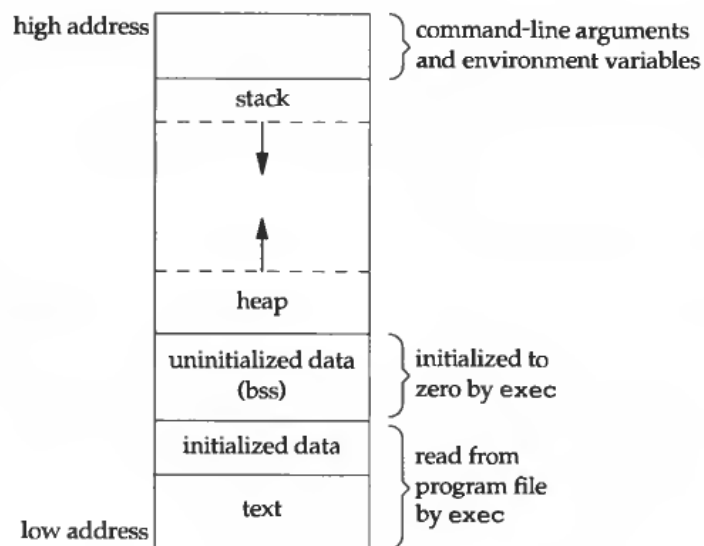 high address
command-line arguments
and environment variables
stack
heap
uninitialized data
(bss)
initialized to
zero by exec
initialized data
read from
program file
by exec
text
low address